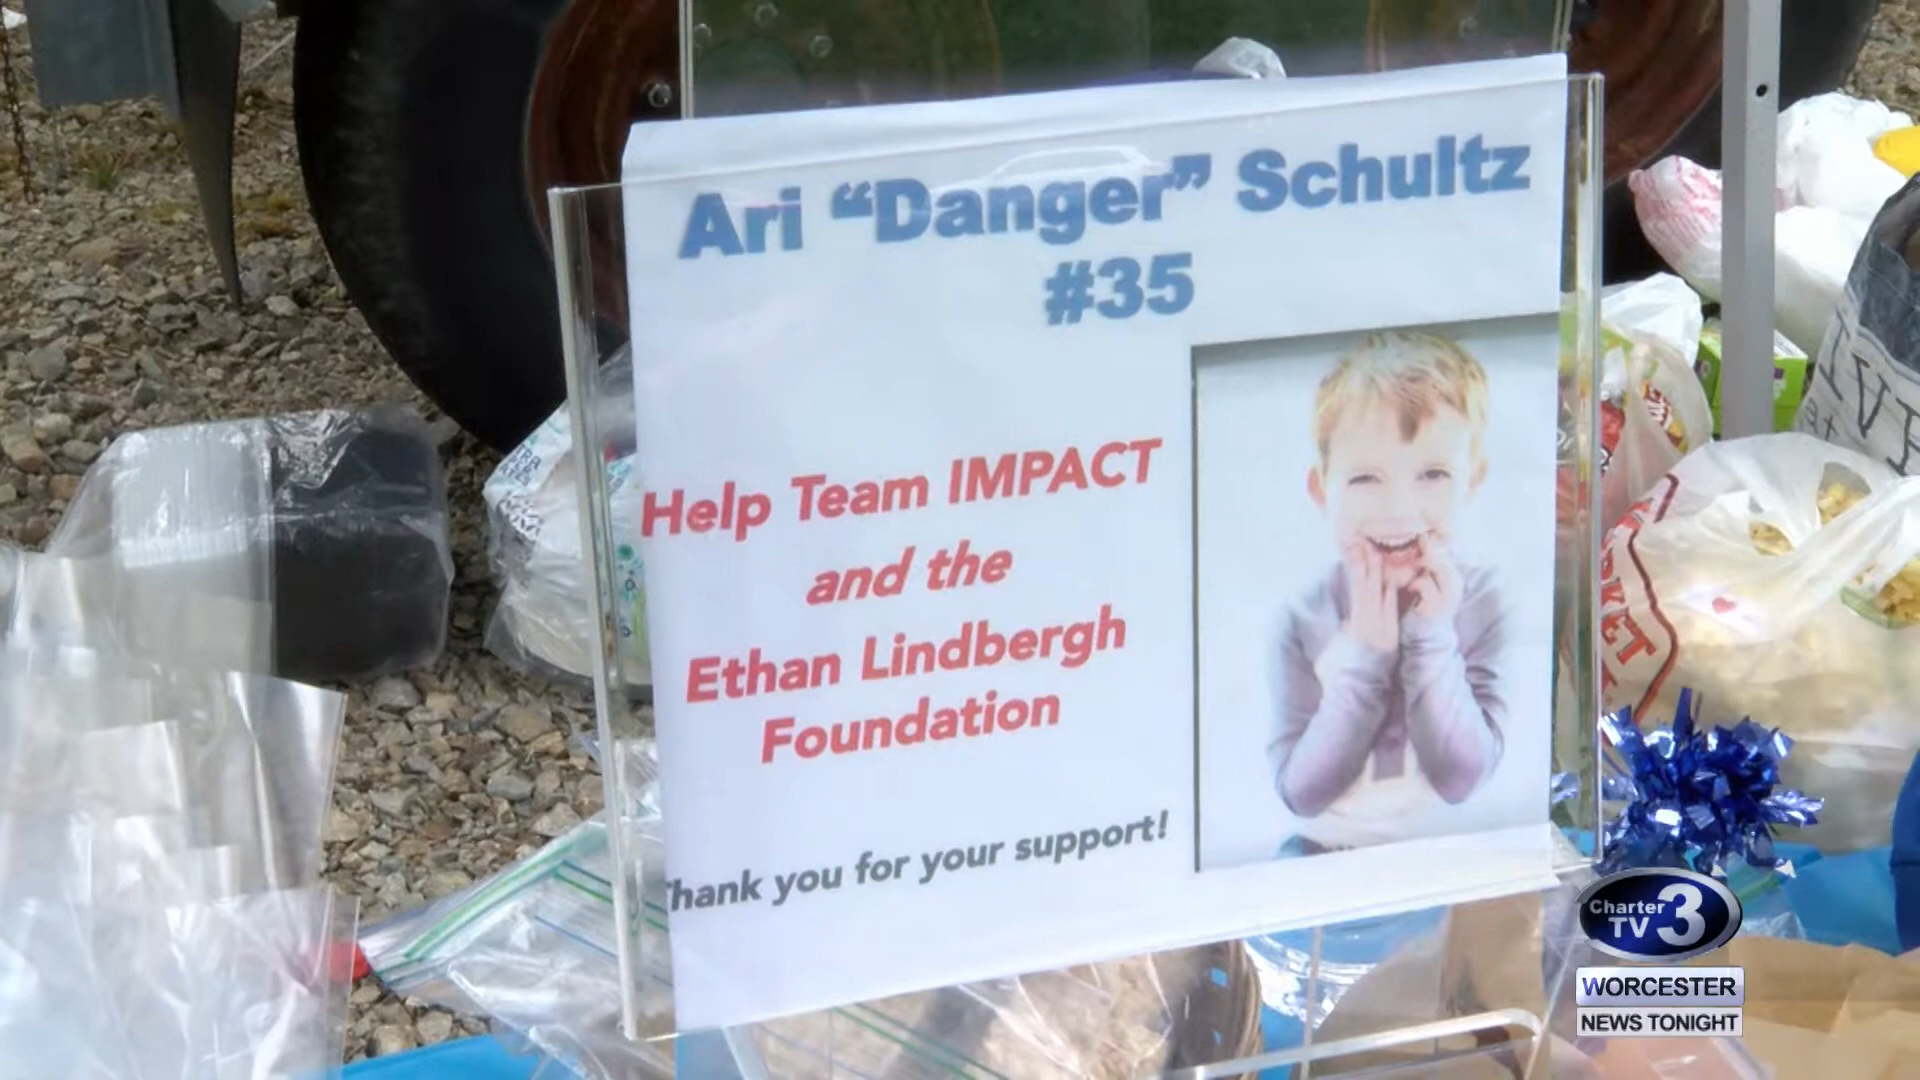 Ari “Danger” Schultz
#35
Help Team IMPACT
and the
Ethan Lindbergh
Foundation
Thank you for your support!
Charter
TV 3
WORCESTER
NEWS TONIGHT